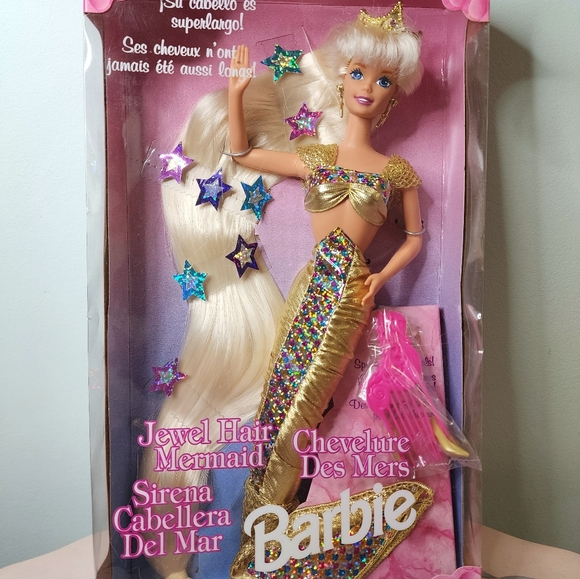 ¡Su cabello es
superlargo!
Ses cheveux n'ont
jamais été aussi longs!
Jewel Hair
Mermaid™
Chevelure
Des Mers
Sirena
Cabellera
Del Mar
Barbie